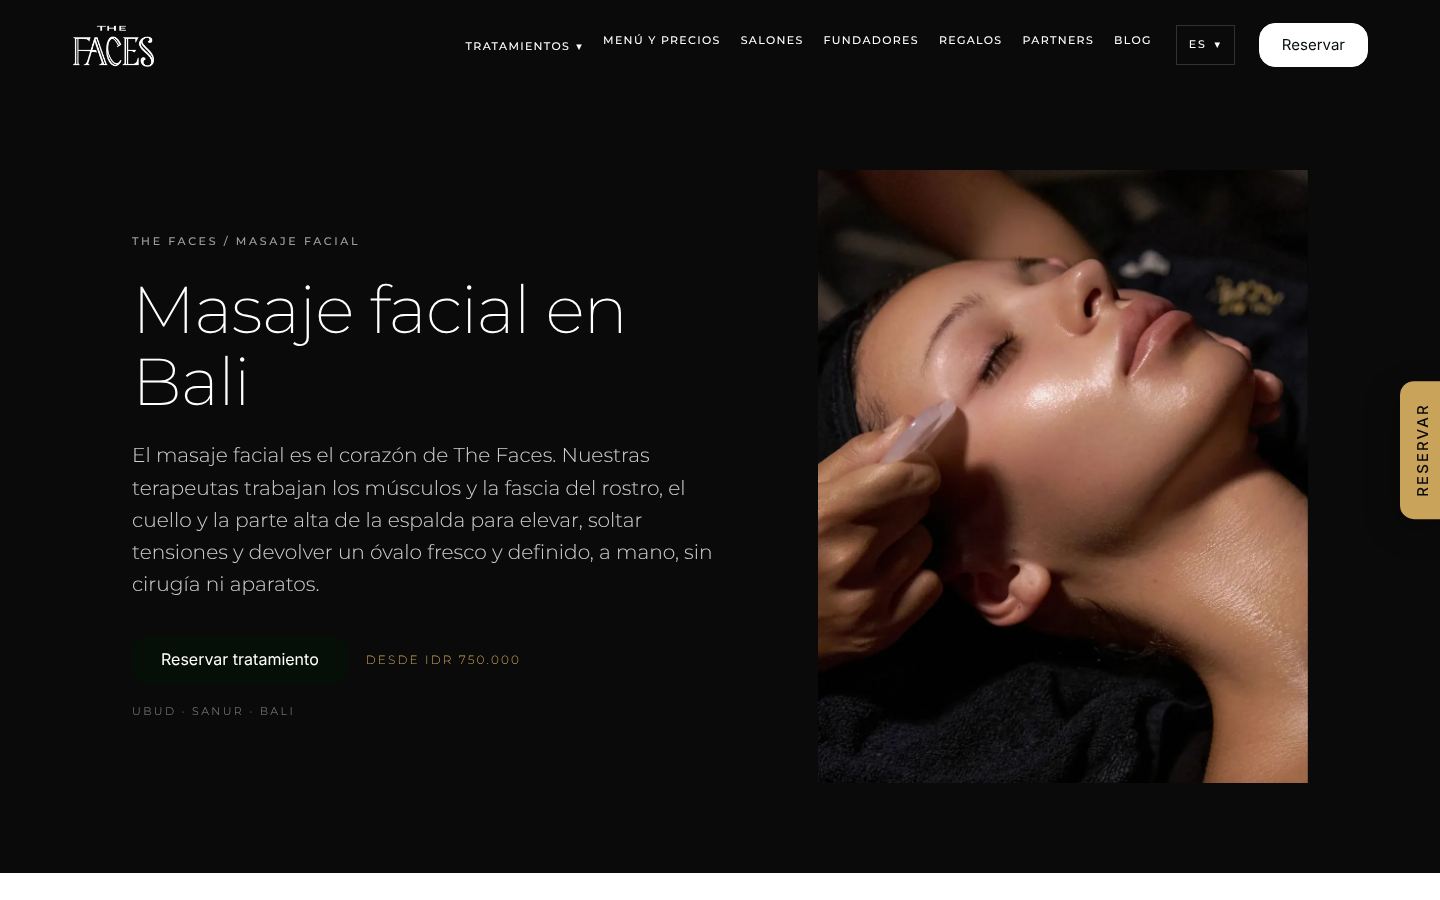 THE
FACES
TRATAMIENTOS ▾
MENÚ Y PRECIOS
SALONES
FUNDADORES
REGALOS
PARTNERS
BLOG
ES ▾
Reservar
THE FACES / MASAJE FACIAL
Masaje facial en
Bali
El masaje facial es el corazón de The Faces. Nuestras
terapeutas trabajan los músculos y la fascia del rostro, el
cuello y la parte alta de la espalda para elevar, soltar
tensiones y devolver un óvalo fresco y definido, a mano, sin
cirugía ni aparatos.
Reservar tratamiento
DESDE IDR 750.000
UBUD · SANUR · BALI
RESERVAR